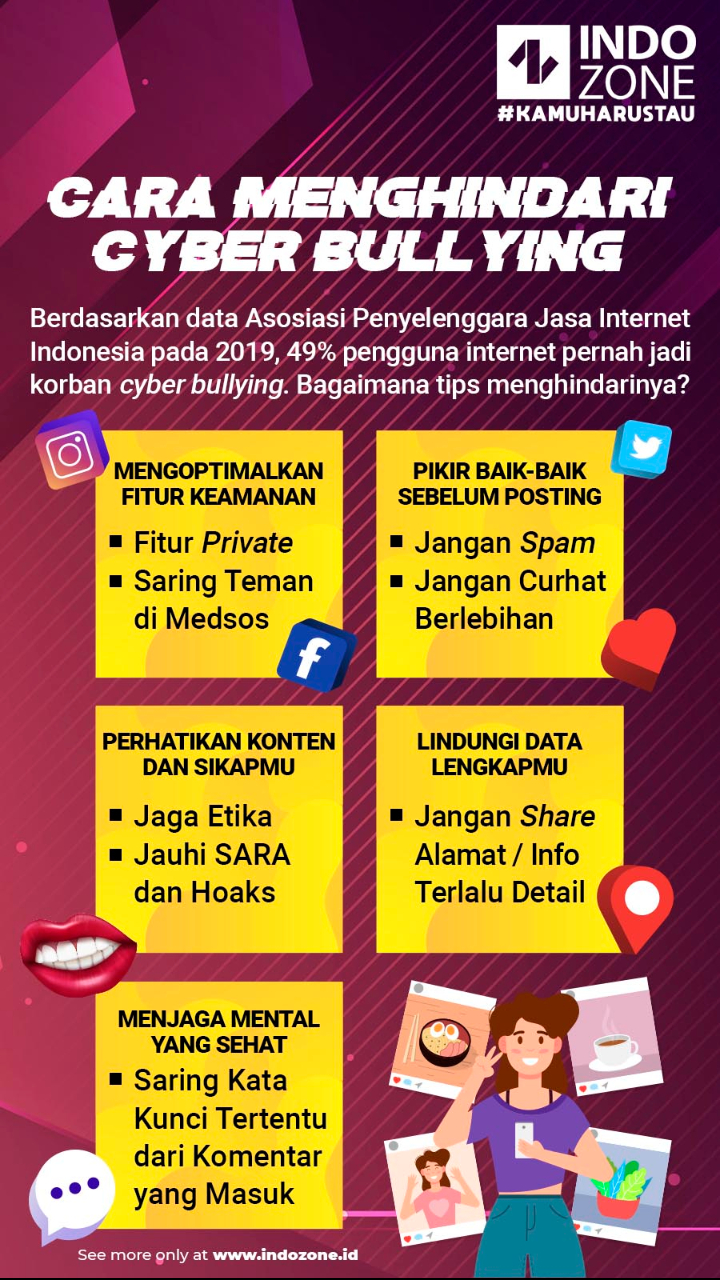 INDO
ZONE
#KAMUHARUSTAU
CARA MENGHINDARI
CYBER BULLYING
Berdasarkan data Asosiasi Penyelenggara Jasa Internet
Indonesia pada 2019, 49% pengguna internet pernah jadi
korban cyber bullying. Bagaimana tips menghindarinya?
MENGOPTIMALKAN
FITUR KEAMANAN
▪ Fitur Private
▪ Saring Teman
di Medsos
PIKIR BAIK-BAIK
SEBELUM POSTING
▪ Jangan Spam
▪ Jangan Curhat
Berlebihan
PERHATIKAN KONTEN
DAN SIKAPMU
▪ Jaga Etika
▪ Jauhi SARA
dan Hoaks
LINDUNGI DATA
LENGKAPMU
▪ Jangan Share
Alamat / Info
Terlalu Detail
MENJAGA MENTAL
YANG SEHAT
▪ Saring Kata
Kunci Tertentu
dari Komentar
yang Masuk
See more only at www.indozone.id